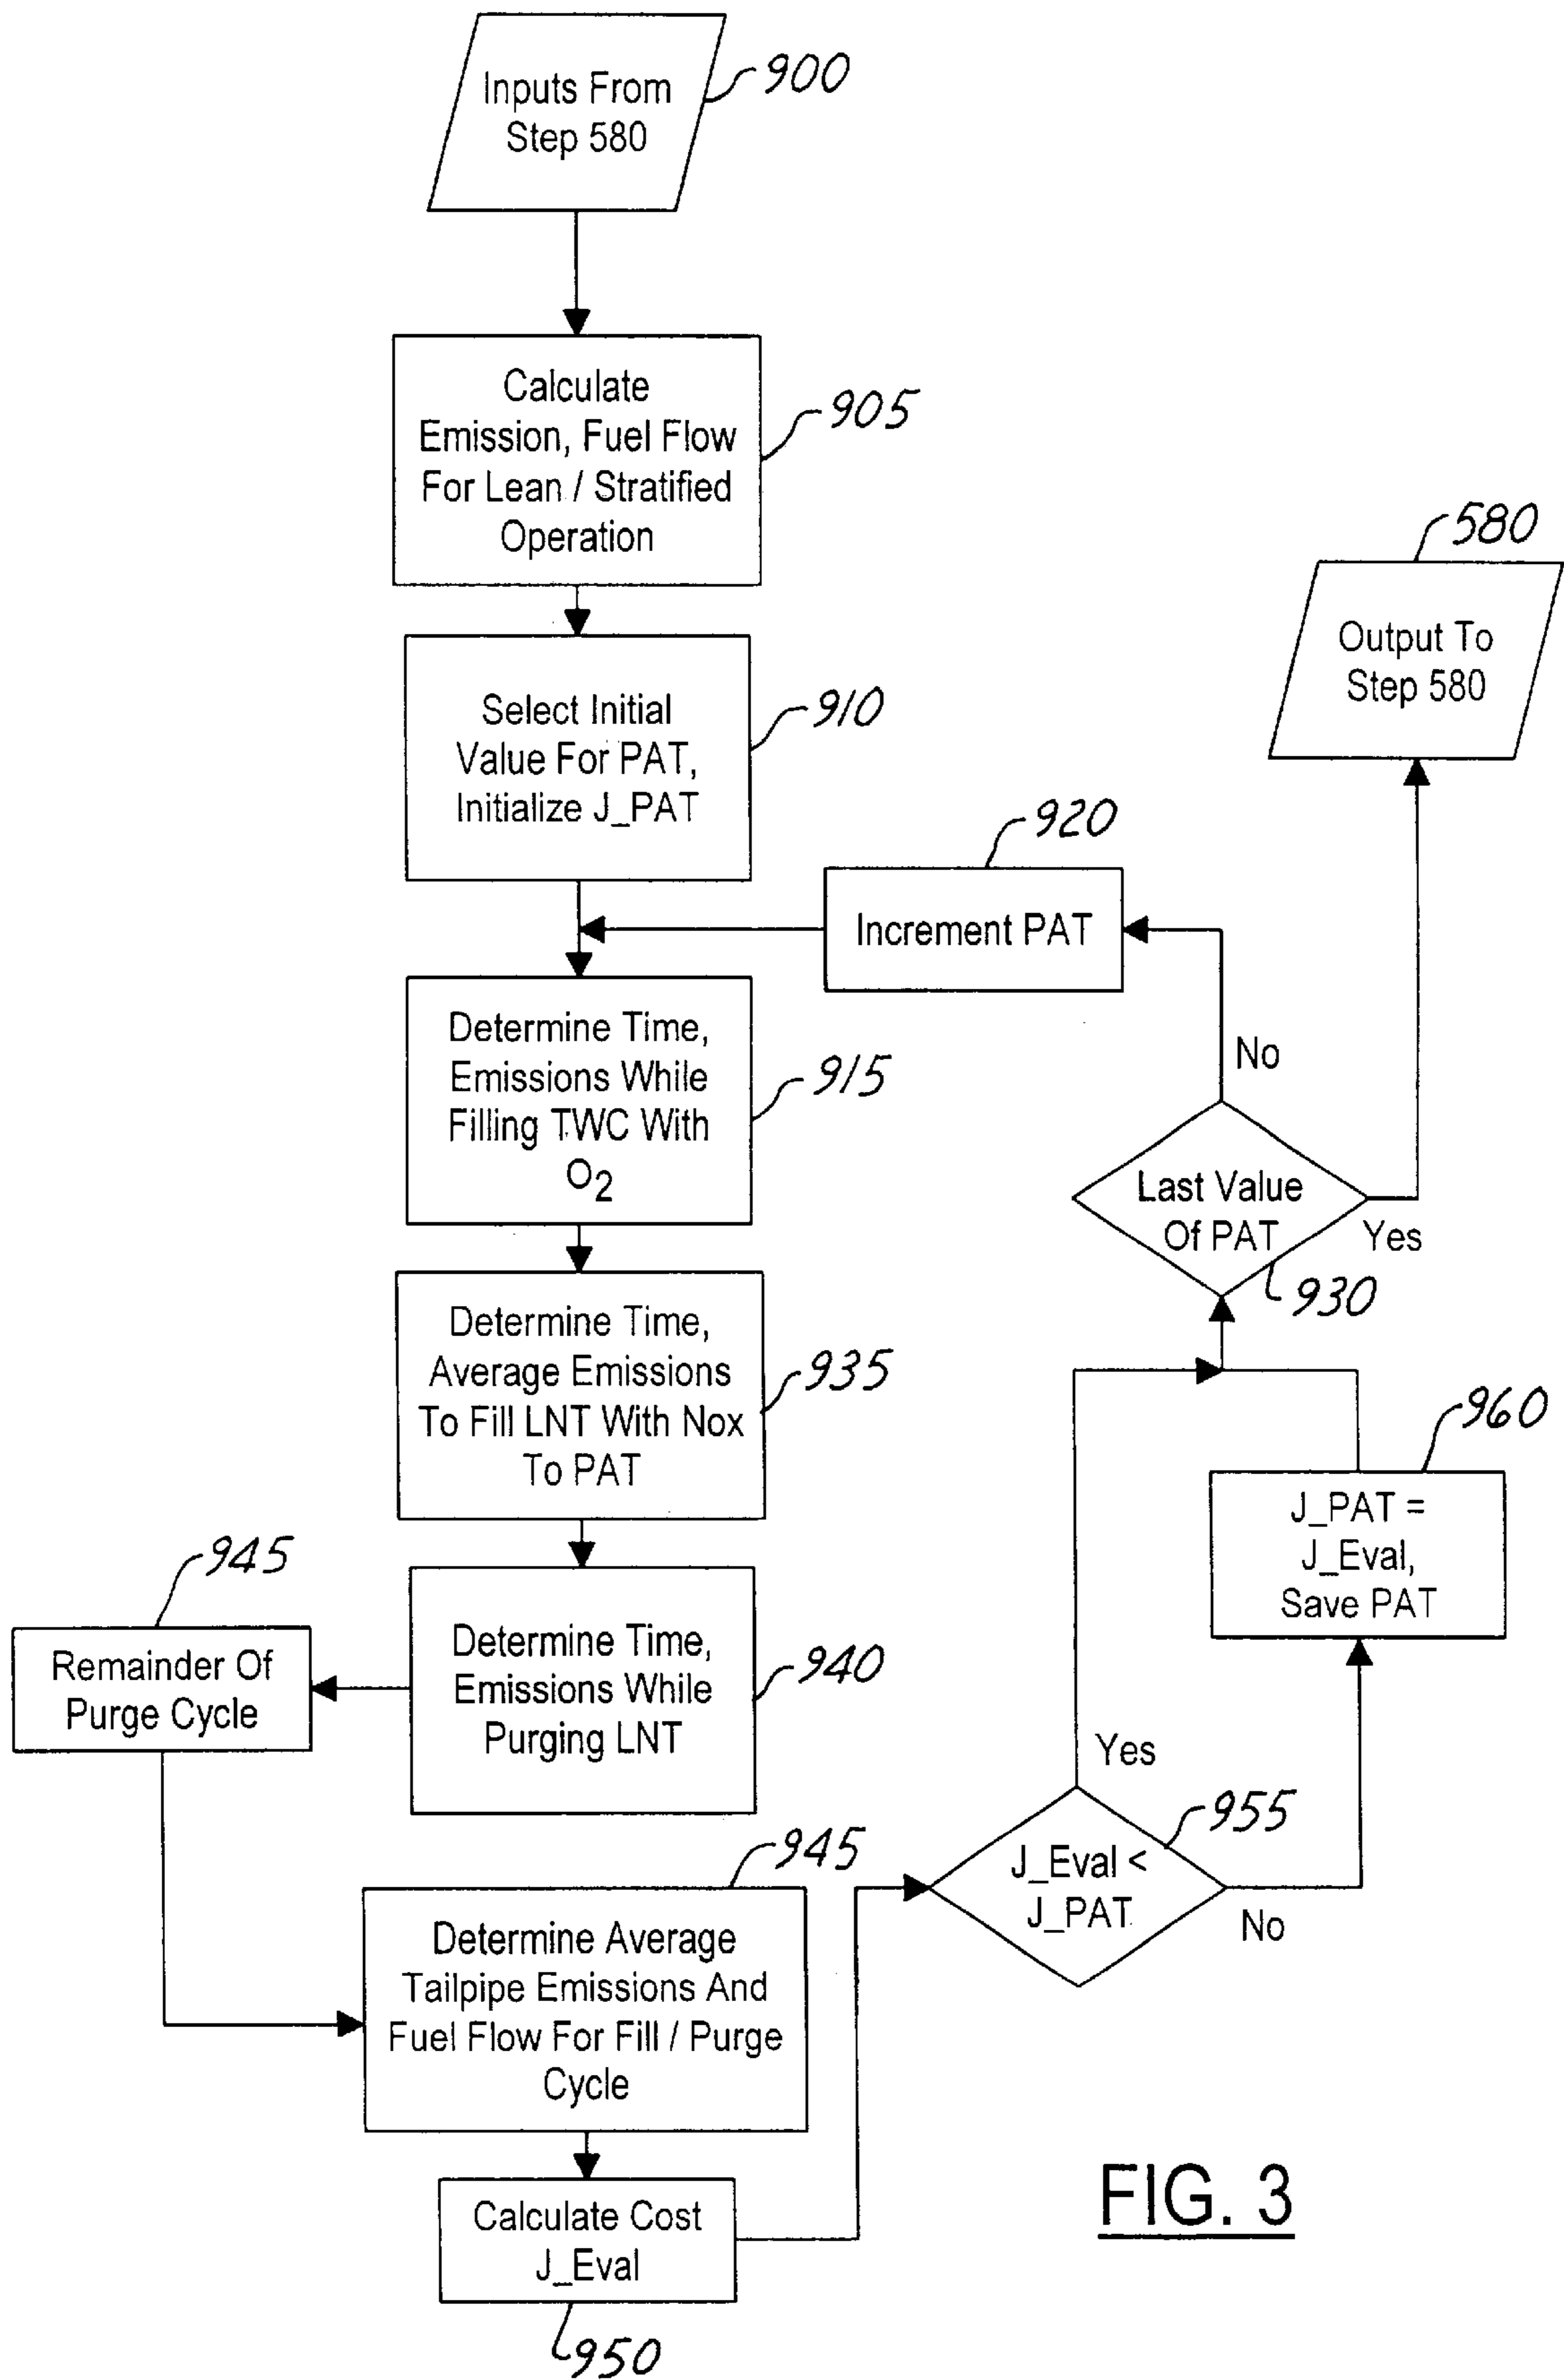 Inputs From
Step 580
900
Calculate
Emission, Fuel Flow
For Lean / Stratified
Operation
905
580
Output To
Step 580
Select Initial
Value For PAT,
Initialize J_PAT
910
920
Increment PAT
Determine Time,
Emissions While
Filling TWC With
O2
915
No
Last Value
Of PAT
Yes
930
Determine Time,
Average Emissions
To Fill LNT With Nox
To PAT
935
960
J_PAT =
J_Eval,
Save PAT
945
Remainder Of
Purge Cycle
Determine Time,
Emissions While
Purging LNT
940
Yes
955
J_Eval <
J_PAT
No
945
Determine Average
Tailpipe Emissions And
Fuel Flow For Fill / Purge
Cycle
Calculate Cost
J_Eval
950
FIG. 3